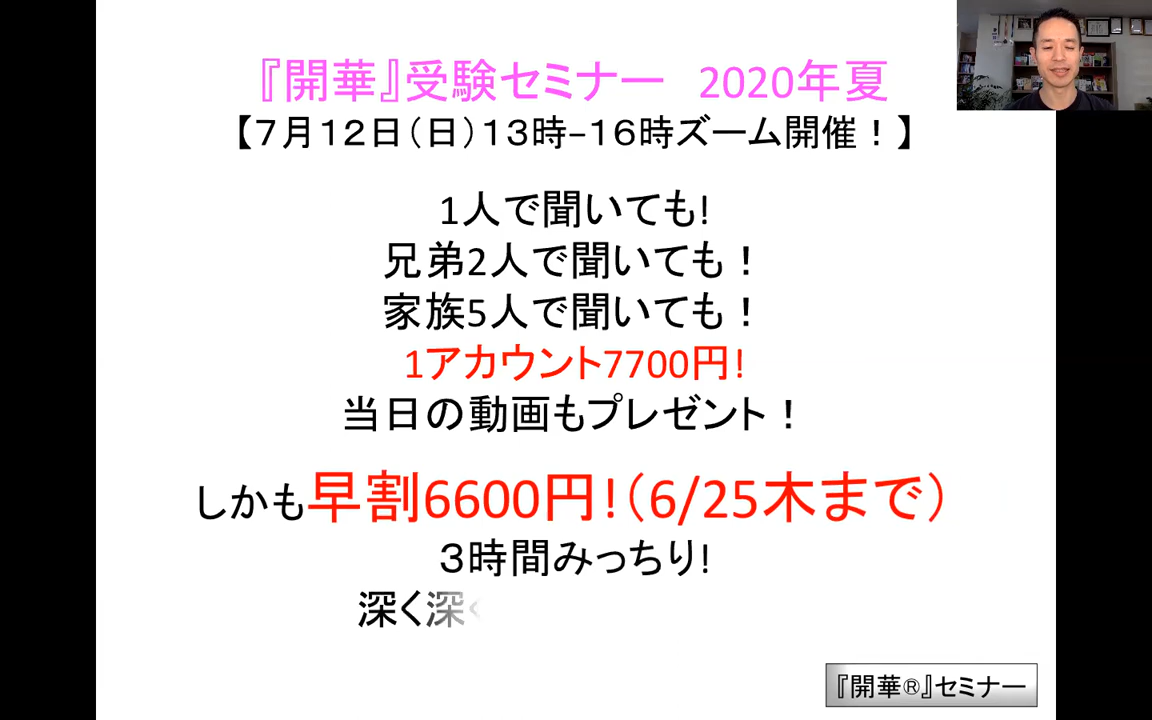 『開華』受験セミナー 2020年夏
【７月１２日（日）１３時−１６時ズーム開催！】
1人で聞いても!
兄弟2人で聞いても！
家族5人で聞いても！
1アカウント7700円!
当日の動画もプレゼント！
しかも早割6600円!（6/25木まで）
３時間みっちり!
深く深く
『開華®』セミナー